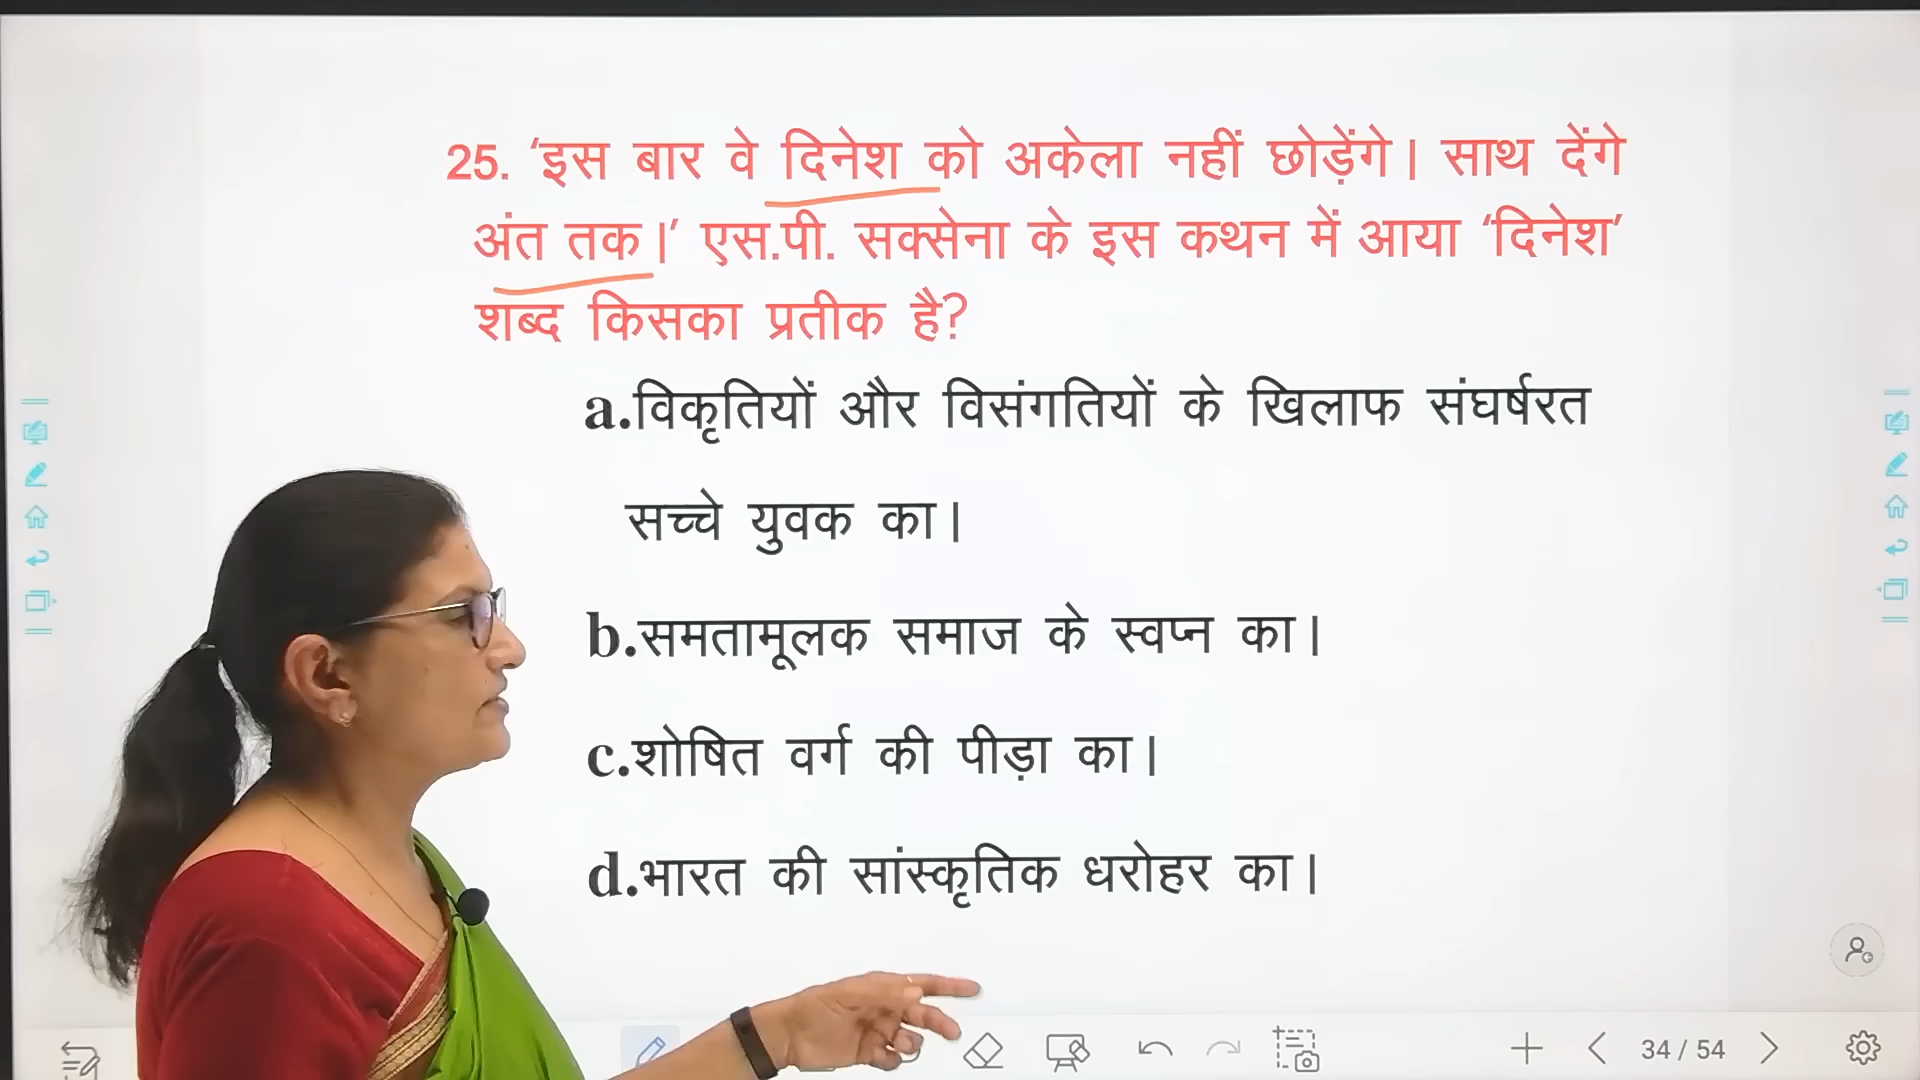 25. ‘इस बार वे दिनेश को अकेला नहीं छोड़ेंगे। साथ देंगे
अंत तक।’ एस.पी. सक्सेना के इस कथन में आया ‘दिनेश’
शब्द किसका प्रतीक है?
a.विकृतियों और विसंगतियों के खिलाफ संघर्षरत
सच्चे युवक का।
b.समतामूलक समाज के स्वप्न का।
c.शोषित वर्ग की पीड़ा का।
d.भारत की सांस्कृतिक धरोहर का।
34 / 54